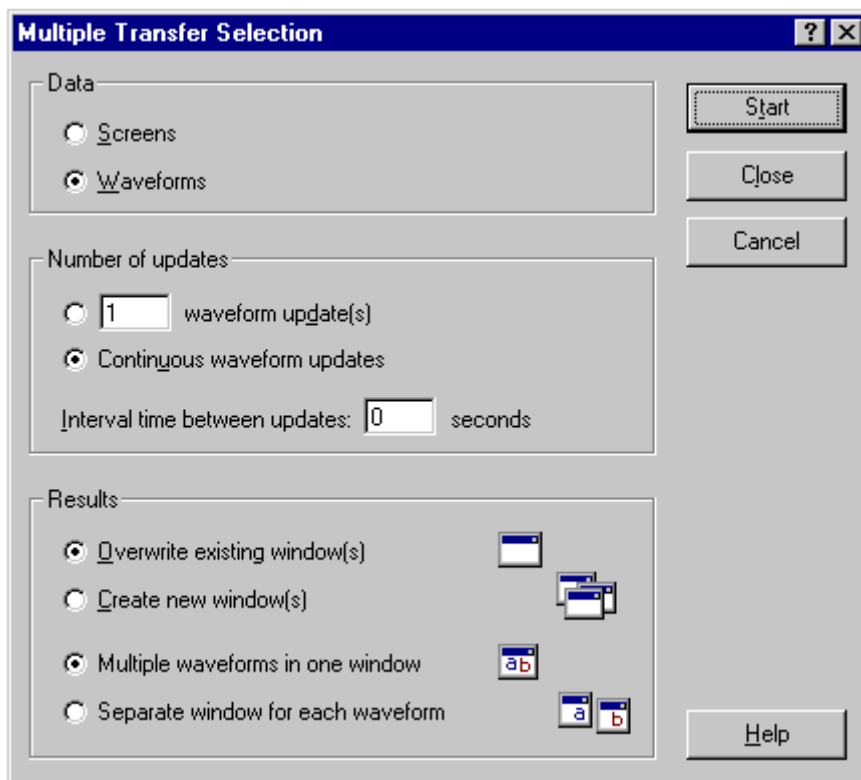 Multiple Transfer Selection
?
Data
Screens
Waveforms
Start
Close
Cancel
Number of updates
1 waveform update(s)
Continuous waveform updates
Interval time between updates: 0 seconds
Results
Overwrite existing window(s)
Create new window(s)
Multiple waveforms in one window
ab
Separate window for each waveform
a b
Help